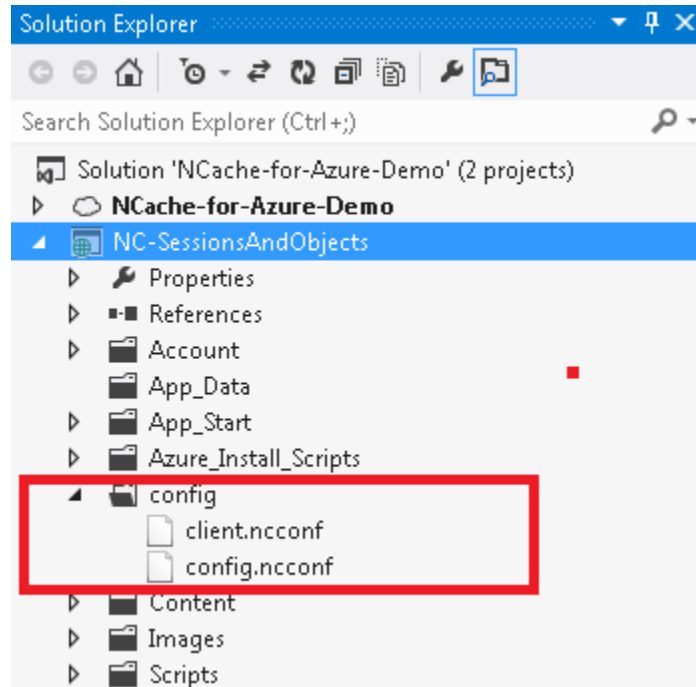 Solution Explorer
Search Solution Explorer (Ctrl+;)
Solution 'NCache-for-Azure-Demo' (2 projects)
NCache-for-Azure-Demo
NC-SessionsAndObjects
Properties
References
Account
App_Data
App_Start
Azure_Install_Scripts
config
client.ncconf
config.ncconf
Content
Images
Scripts